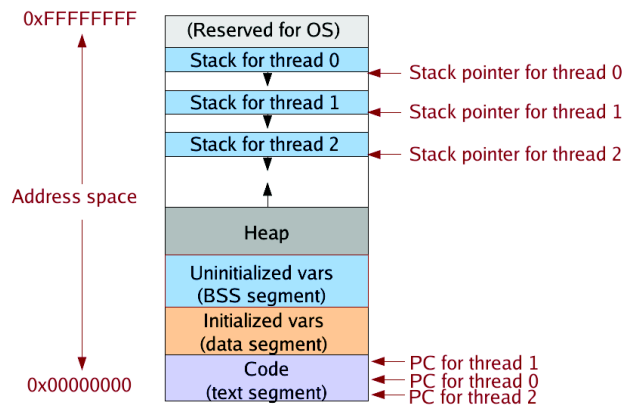 0xFFFFFFFF
(Reserved for OS)
Stack for thread 0
Stack pointer for thread 0
Stack for thread 1
Stack pointer for thread 1
Stack for thread 2
Stack pointer for thread 2
Address space
Heap
Uninitialized vars
(BSS segment)
Initialized vars
(data segment)
Code
(text segment)
PC for thread 1
PC for thread 0
PC for thread 2
0x00000000